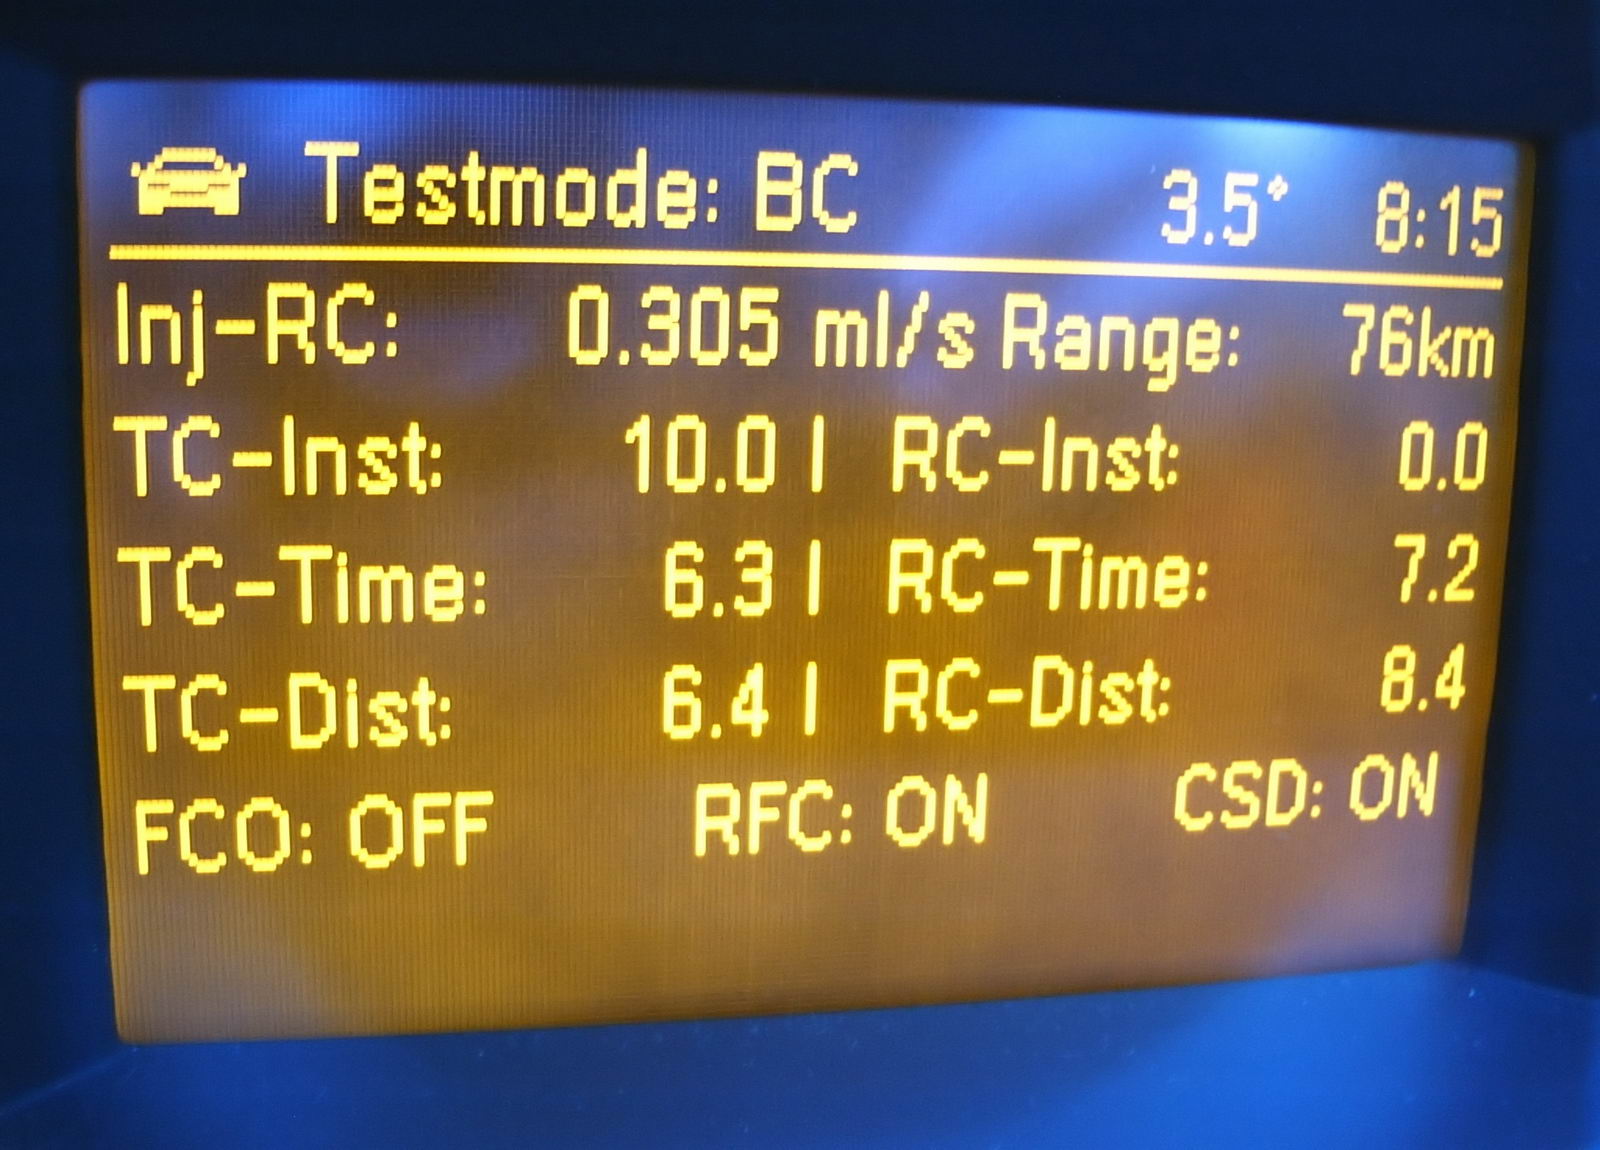 Testmode: BC 3.5° 8:15
Inj-RC: 0.305 ml/s Range: 76km
TC-Inst: 10.0 l RC-Inst: 0.0
TC-Time: 6.3 l RC-Time: 7.2
TC-Dist: 6.4 l RC-Dist: 8.4
FCO: OFF RFC: ON CSD: ON